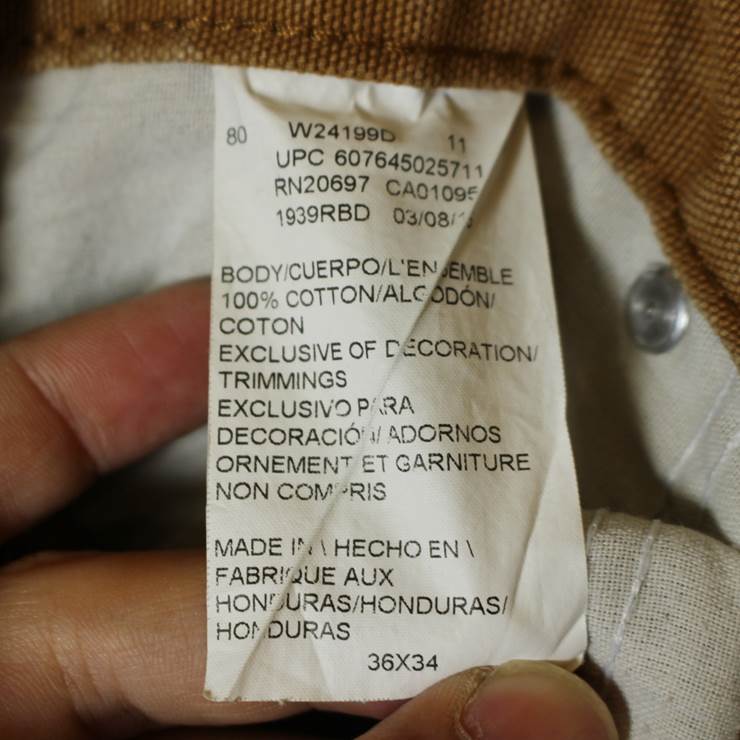 80 W24199D 11
UPC 607645025711
RN20697 CA01095
1939RBD
BODY/CUERPO/L'ENSEMBLE
100% COTTON/ALGODÓN/
COTON
EXCLUSIVE OF DECORATION/
TRIMMINGS
EXCLUSIVO PARA
DECORACIÓN/ ADORNOS
ORNEMENT ET GARNITURE
NON COMPRIS
MADE IN \ HECHO EN \
FABRIQUE AUX
HONDURAS/HONDURAS/
HONDURAS
36X34